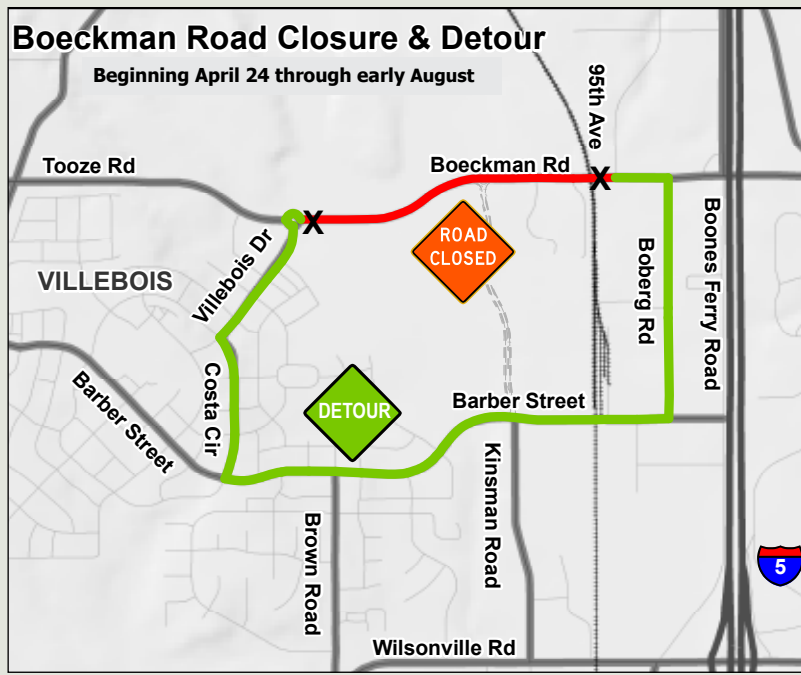 Boeckman Road Closure & Detour
Beginning April 24 through early August
95th Ave
Tooze Rd
Boeckman Rd
X
X
ROAD
CLOSED
Villebois Dr
VILLEBOIS
Boones Ferry Road
Boberg Rd
Costa Cir
Barber Street
DETOUR
Barber Street
Kinsman Road
Brown Road
5
Wilsonville Rd